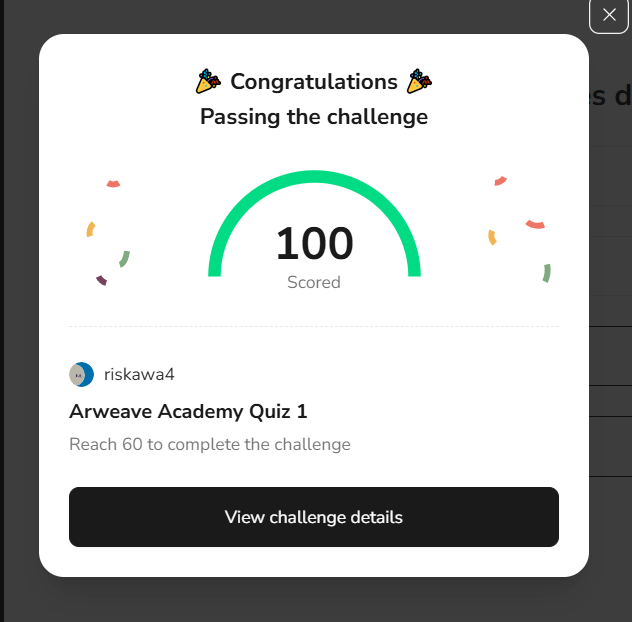 🎉 Congratulations 🎉
Passing the challenge
100
Scored
riskawa4
Arweave Academy Quiz 1
Reach 60 to complete the challenge
View challenge details